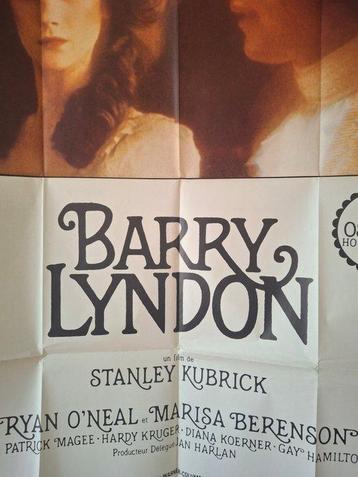 BARRY
LYNDON
un film de
STANLEY KUBRICK
RYAN O'NEAL et MARISA BERENSON
PATRICK MAGEE · HARDY KRUGER · DIANA KOERNER · GAY HAMILTO
Producteur Délégué JAN HARLAN